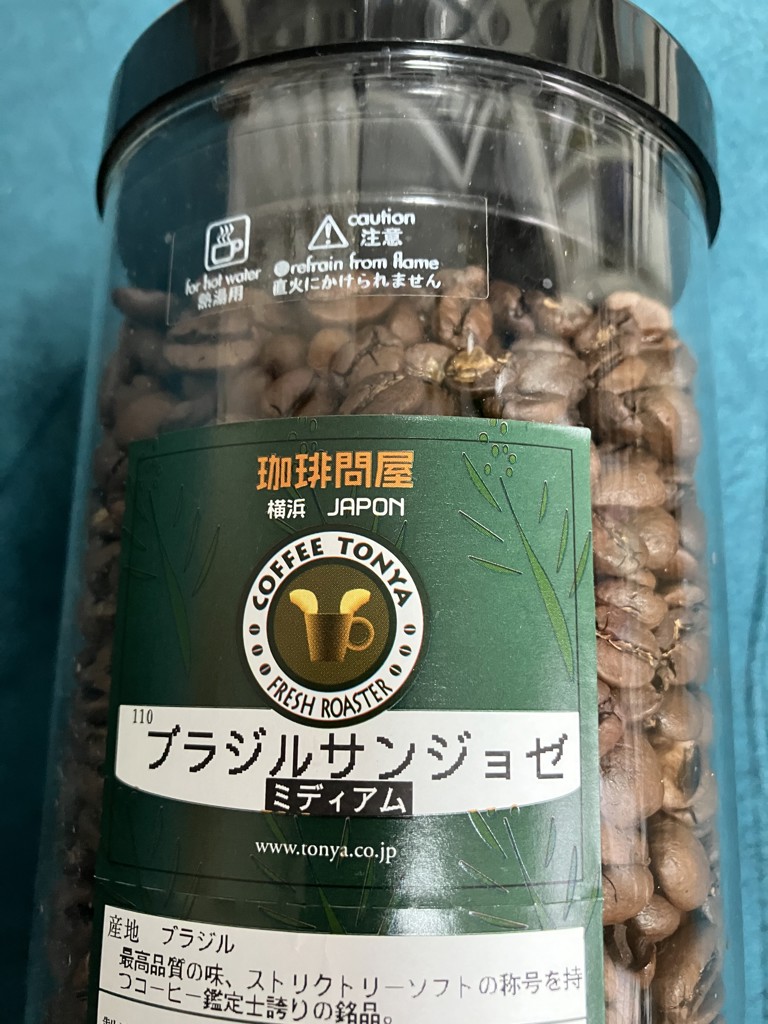 caution
注意
for hot water
熱湯用
●refrain from flame
直火にかけられません
珈琲問屋
横浜 JAPON
COFFEE TONYA
FRESH ROASTER
110
ブラジルサンジョゼ
ミディアム
www.tonya.co.jp
産地 ブラジル
最高品質の味、ストリクトリーソフトの称号を持
つコーヒー鑑定士誇りの銘品。